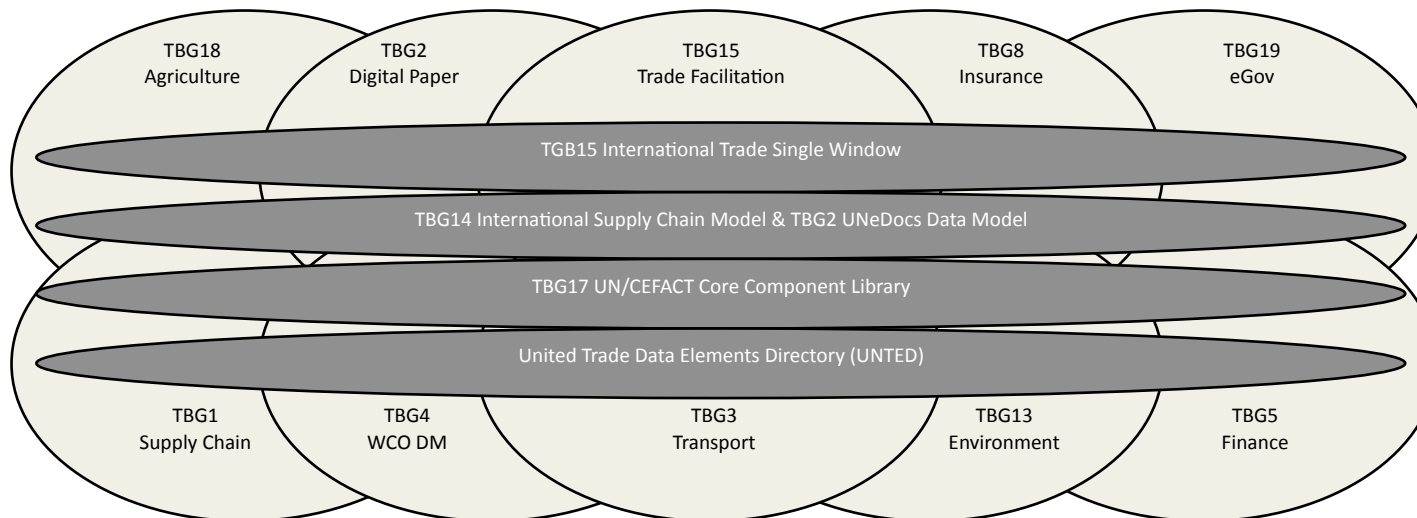 TBG18
Agriculture
TBG2
Digital Paper
TBG15
Trade Facilitation
TBG8
Insurance
TBG19
eGov
TGB15 International Trade Single Window
TBG14 International Supply Chain Model & TBG2 UNeDocs Data Model
TBG17 UN/CEFACT Core Component Library
United Trade Data Elements Directory (UNTED)
TBG1
Supply Chain
TBG4
WCO DM
TBG3
Transport
TBG13
Environment
TBG5
Finance